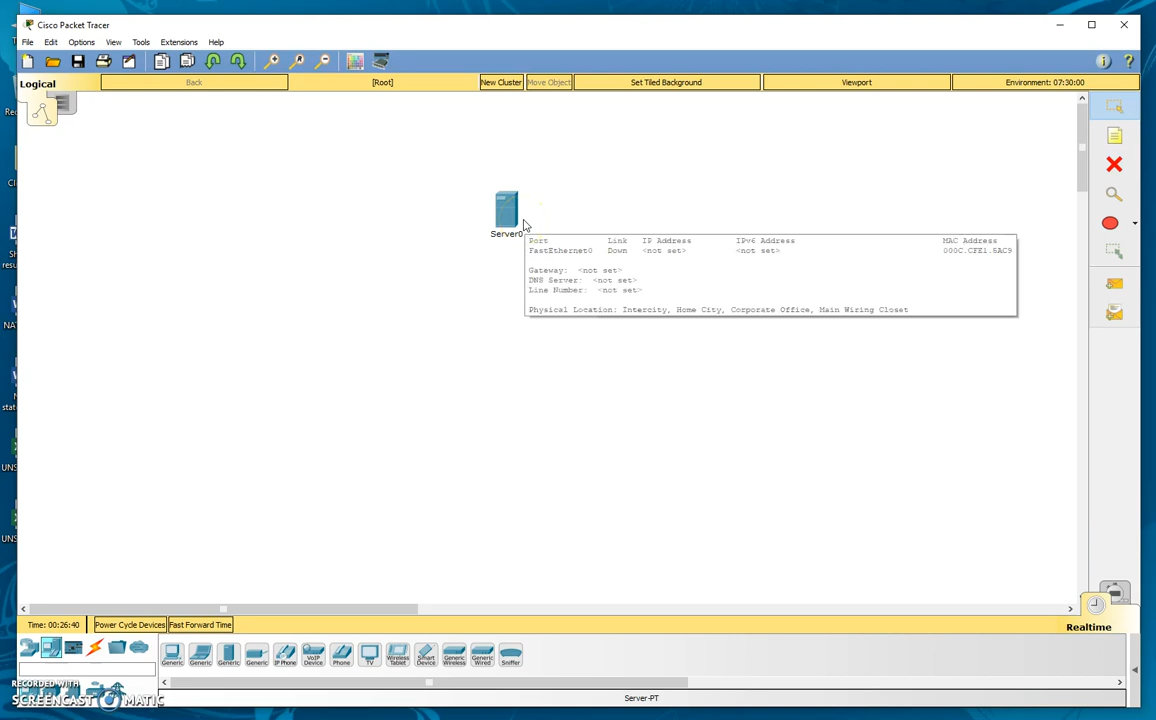 Cisco Packet Tracer
File Edit Options View Tools Extensions Help
Logical Back [Root] New Cluster Move Object Set Tiled Background Viewport Environment: 07:30:00
Server0
Port Link IP Address IPv6 Address MAC Address
FastEthernet0 Down <not set> <not set> 000C.CFE1.6AC9
Gateway: <not set>
DNS Server: <not set>
Line Number: <not set>
Physical Location: Intercity, Home City, Corporate Office, Main Wiring Closet
NAT
stat
UNS
UNS
Time: 00:26:40 Power Cycle Devices Fast Forward Time
Realtime
Generic Generic Generic Generic IP Phone VoIP Device Phone TV Wireless Tablet Smart Device Generic Wireless Generic Wired Sniffer
RECORDED WITH
SCREENCAST MATIC
Server-PT